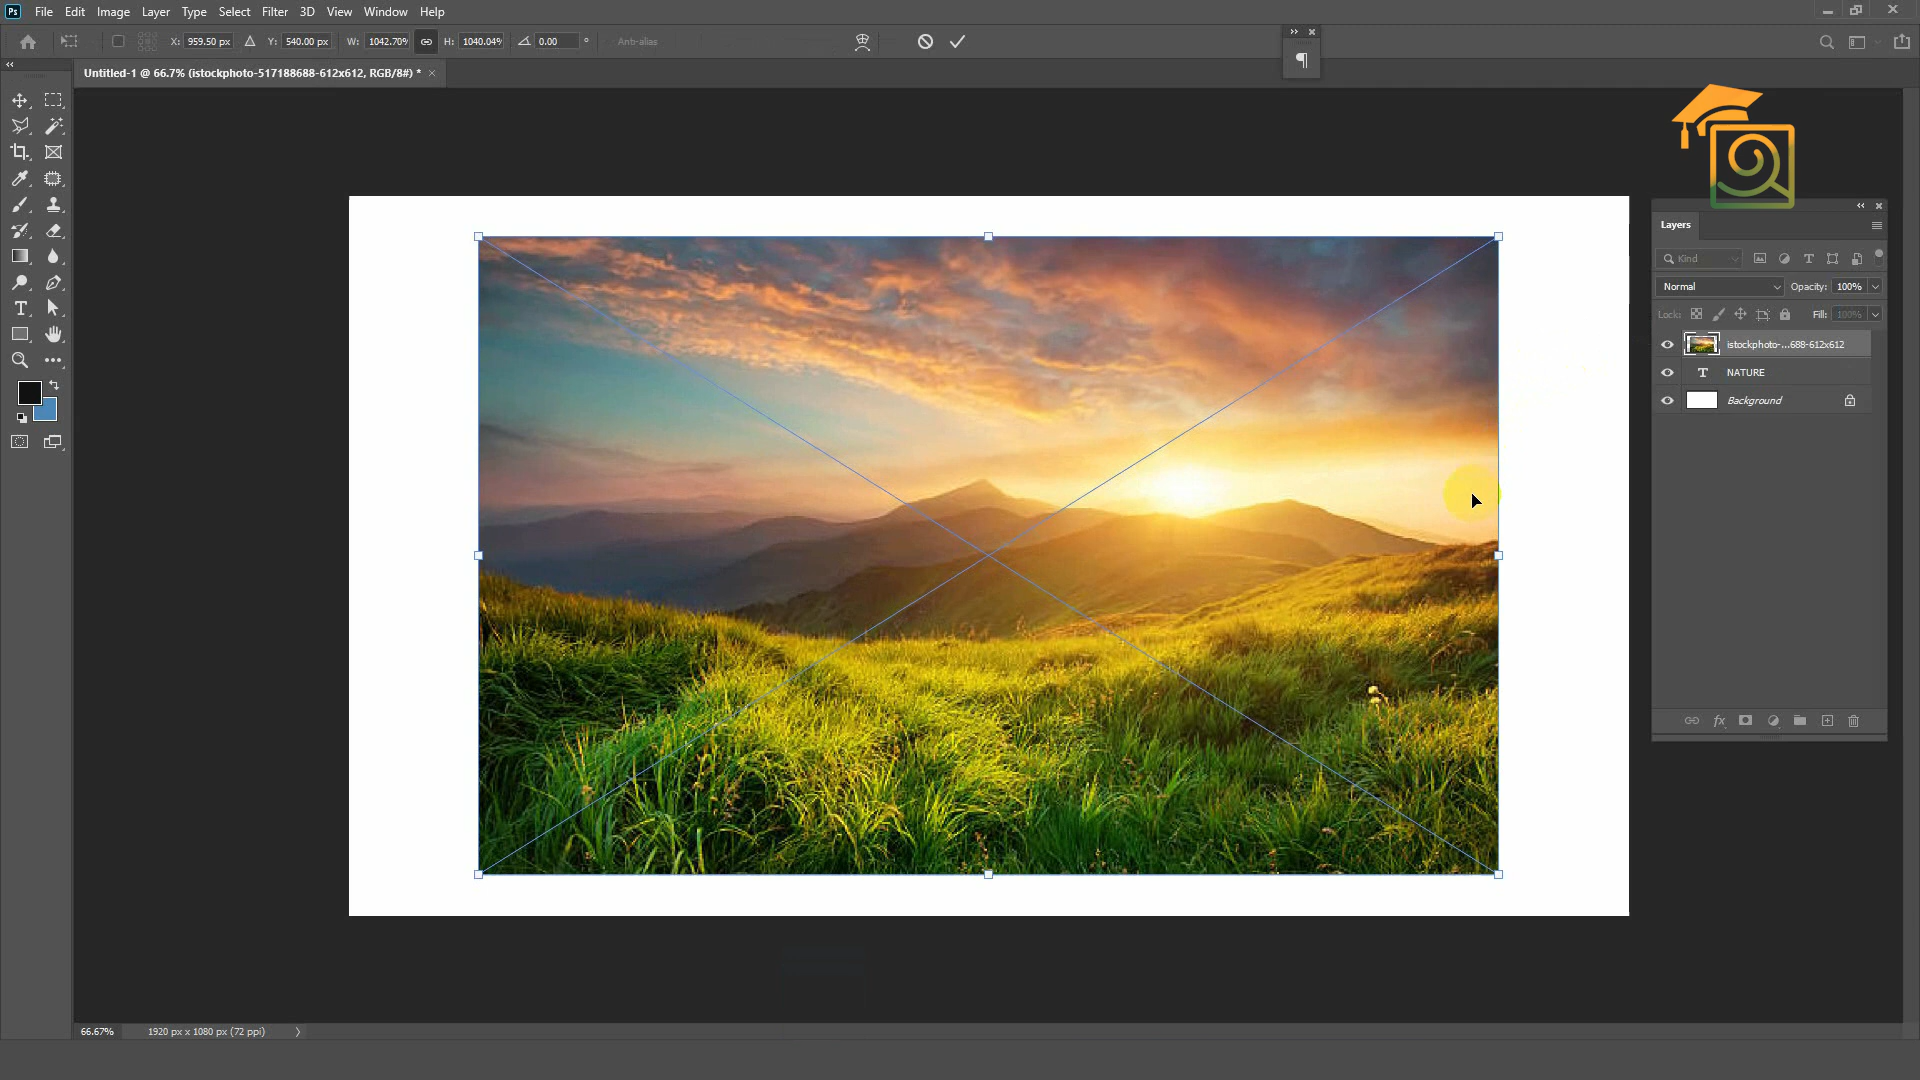 Ps File Edit Image Layer Type Select Filter 3D View Window Help
X: 959.50 px Y: 540.00 px W: 1042.70% H: 1040.04% 0.00 ° Anti-alias
Untitled-1 @ 66.7% (istockphoto-517188688-612x612, RGB/8#) * ×
Layers
Kind
Normal Opacity: 100%
Lock: Fill: 100%
istockphoto-...688-612x612
T NATURE
Background
fx
66.67% 1920 px x 1080 px (72 ppi)